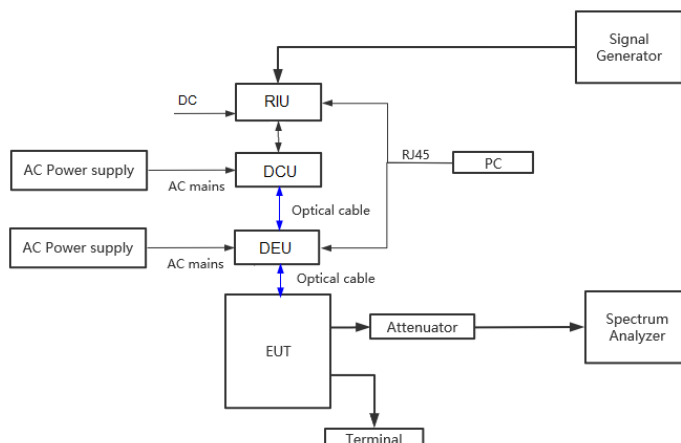 Signal
Generator
DC
RIU
RJ45
PC
AC Power supply
AC mains
DCU
Optical cable
AC Power supply
AC mains
DEU
Optical cable
EUT
Attenuator
Spectrum
Analyzer
Terminal